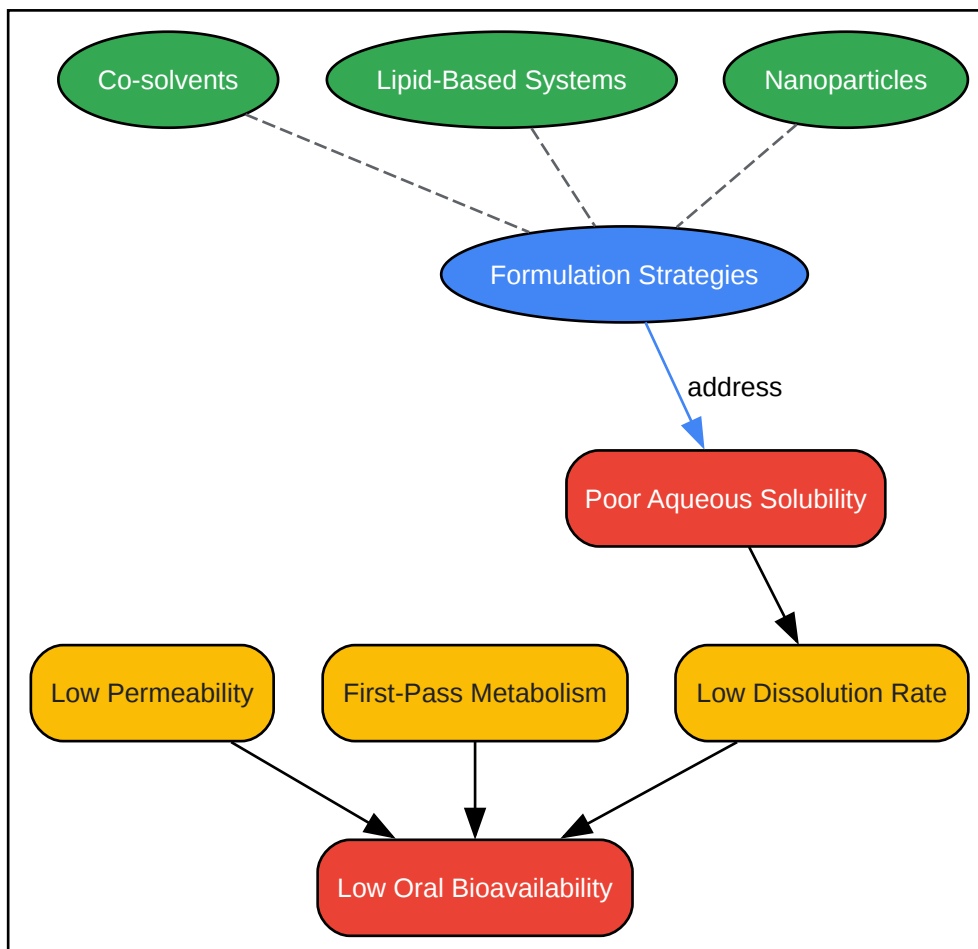 Co-solvents
Lipid-Based Systems
Nanoparticles
Formulation Strategies
address
Poor Aqueous Solubility
Low Permeability
First-Pass Metabolism
Low Dissolution Rate
Low Oral Bioavailability